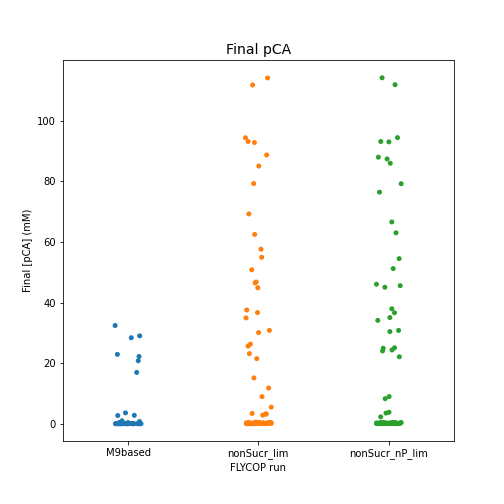 Final pCA
Final [pCA] (mM)
100
80
60
40
20
0
M9based
nonSucr_lim
nonSucr_nP_lim
FLYCOP run